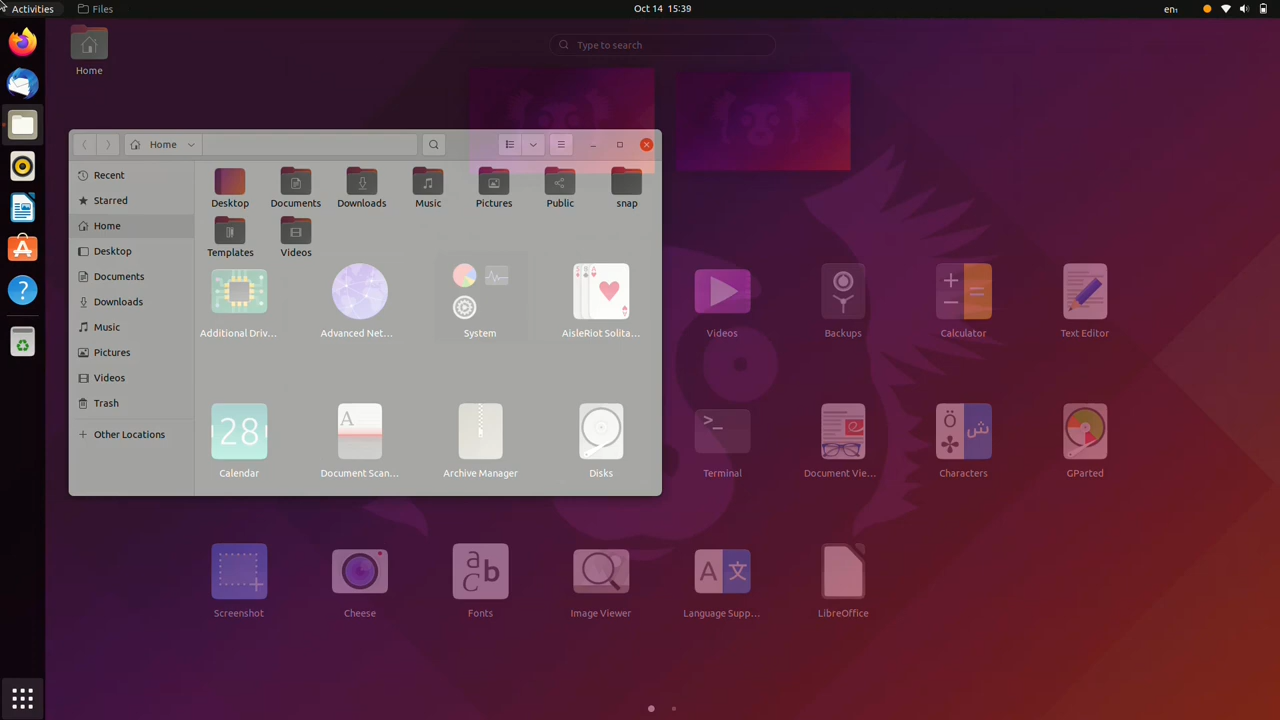 Activities
Files
Oct 14 15:39
en₁
Home
Type to search
Home
Recent
Starred
Home
Desktop
Documents
Downloads
Music
Pictures
Videos
Trash
Other Locations
Desktop
Documents
Downloads
Music
Pictures
Public
snap
Templates
Videos
Additional Driv...
Advanced Net...
System
AisleRiot Solita...
Videos
Backups
Calculator
Text Editor
28
A
Calendar
Document Scan...
Archive Manager
Disks
Terminal
Document Vie...
Characters
GParted
Screenshot
Cheese
Fonts
Image Viewer
Language Supp...
LibreOffice